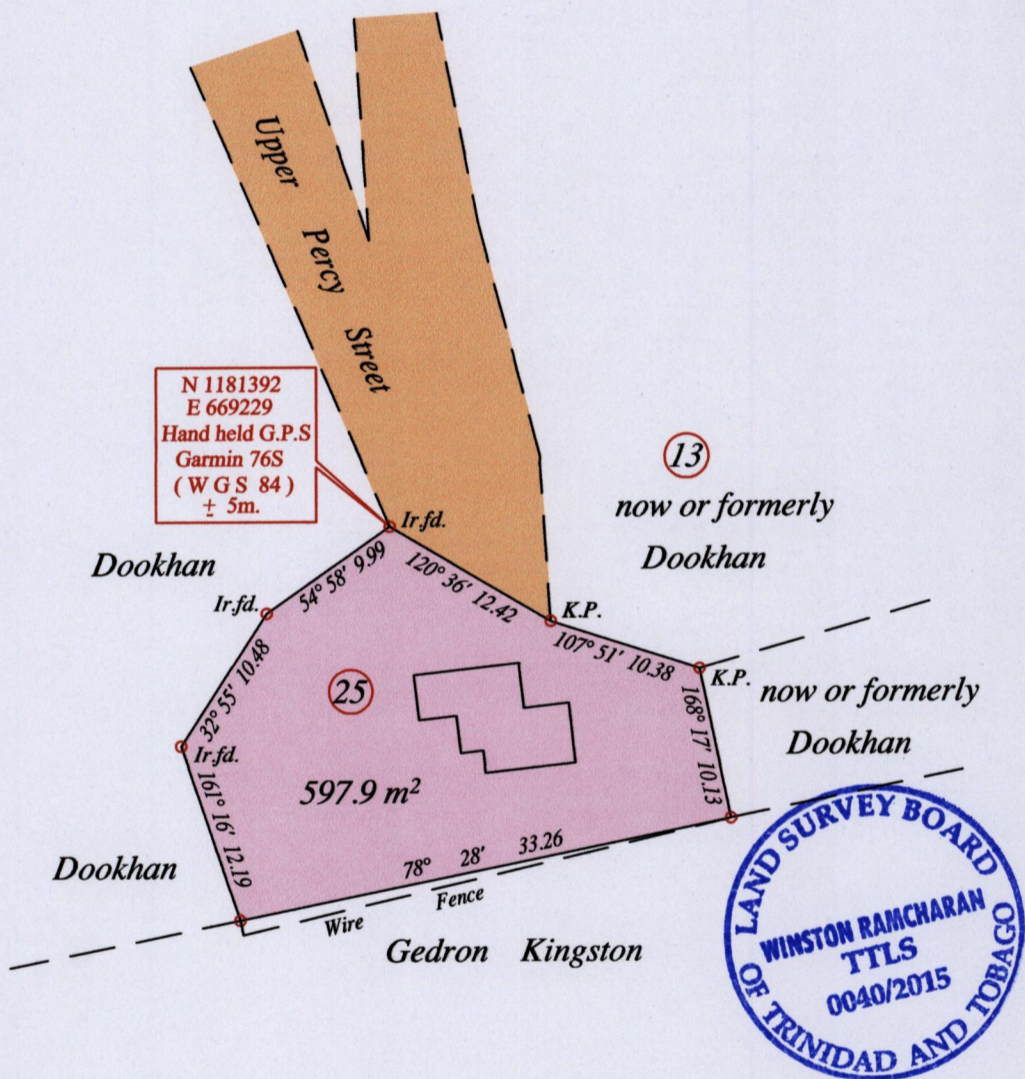 Upper Percy Street
N 1181392
E 669229
Hand held G.P.S
Garmin 76S
( W G S 84 )
± 5m.
Ir.fd.
13
now or formerly
Dookhan
Dookhan
54° 58' 9.99
120° 36' 12.42
Ir.fd.
K.P.
107° 51' 10.38
K.P.
32° 55' 10.48
25
168° 17' 10.13
now or formerly
Dookhan
Ir.fd.
597.9 m²
161° 16' 12.19
Dookhan
78° 28' 33.26
Wire Fence
Gedron Kingston
LAND SURVEY BOARD
WINSTON RAMCHARAN
TTLS
0040/2015
OF TRINIDAD AND TOBAGO